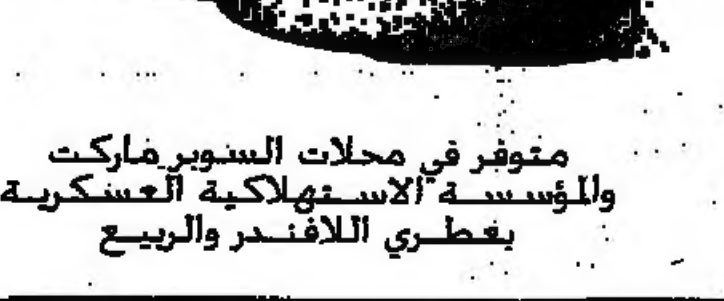 متوفر في محلات السوبر ماركت
والمؤسسة الاستهلاكية العسكرية
بعطري اللافندر والربيع